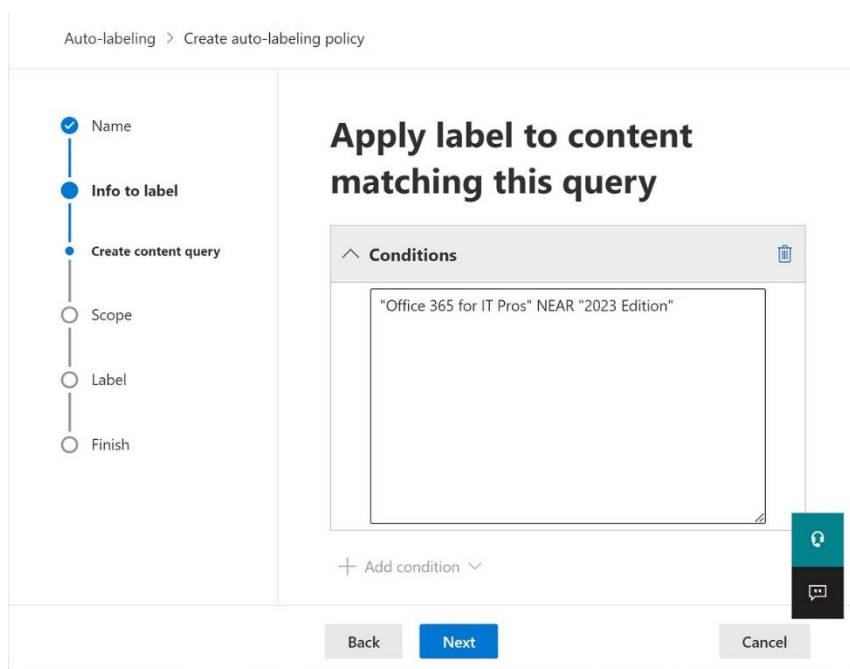 Auto-labeling > Create auto-labeling policy
Name
Info to label
Create content query
Scope
Label
Finish
Apply label to content
matching this query
Conditions
"Office 365 for IT Pros" NEAR "2023 Edition"
Add condition
Back
Next
Cancel